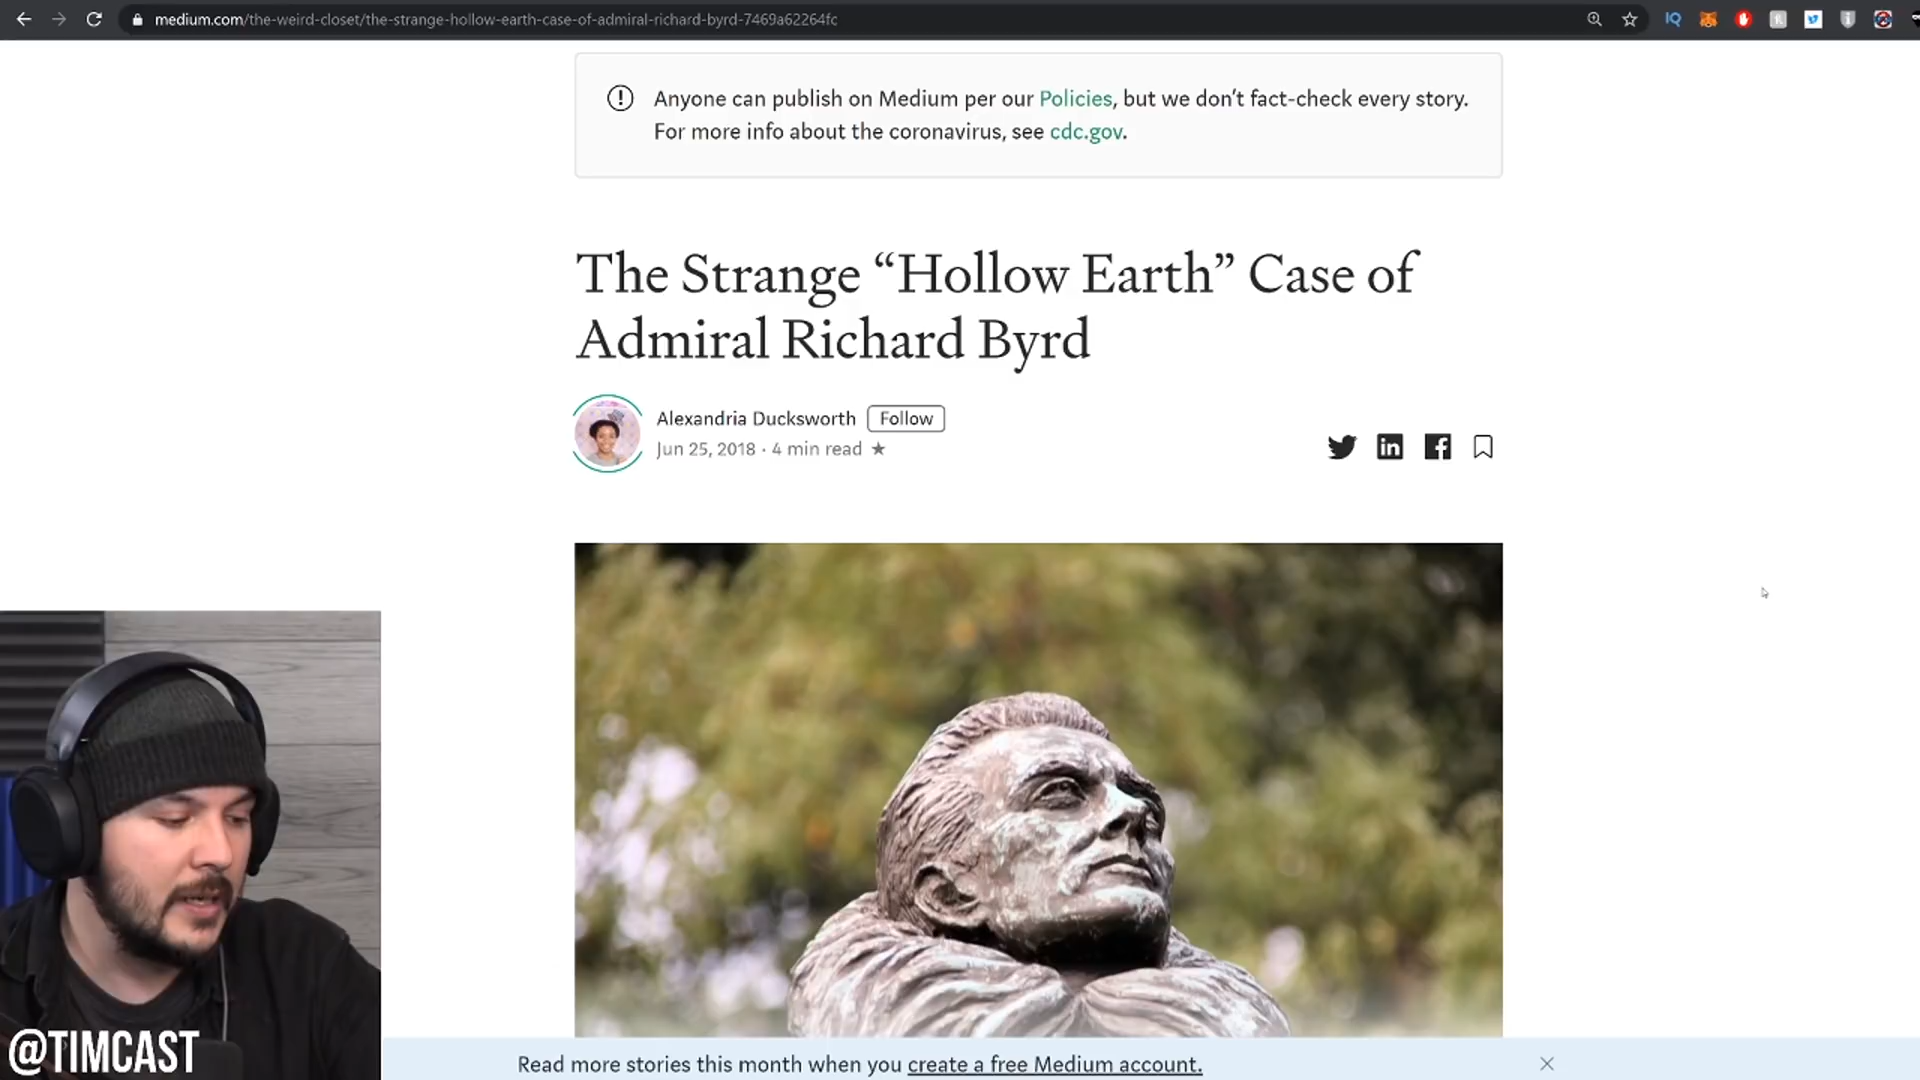 medium.com/the-weird-closet/the-strange-hollow-earth-case-of-admiral-richard-byrd-7469a62264fc
Anyone can publish on Medium per our Policies, but we don't fact-check every story.
For more info about the coronavirus, see cdc.gov.
The Strange “Hollow Earth” Case of
Admiral Richard Byrd
Alexandria Ducksworth Follow
Jun 25, 2018 · 4 min read ★
@TIMCAST
Read more stories this month when you create a free Medium account.